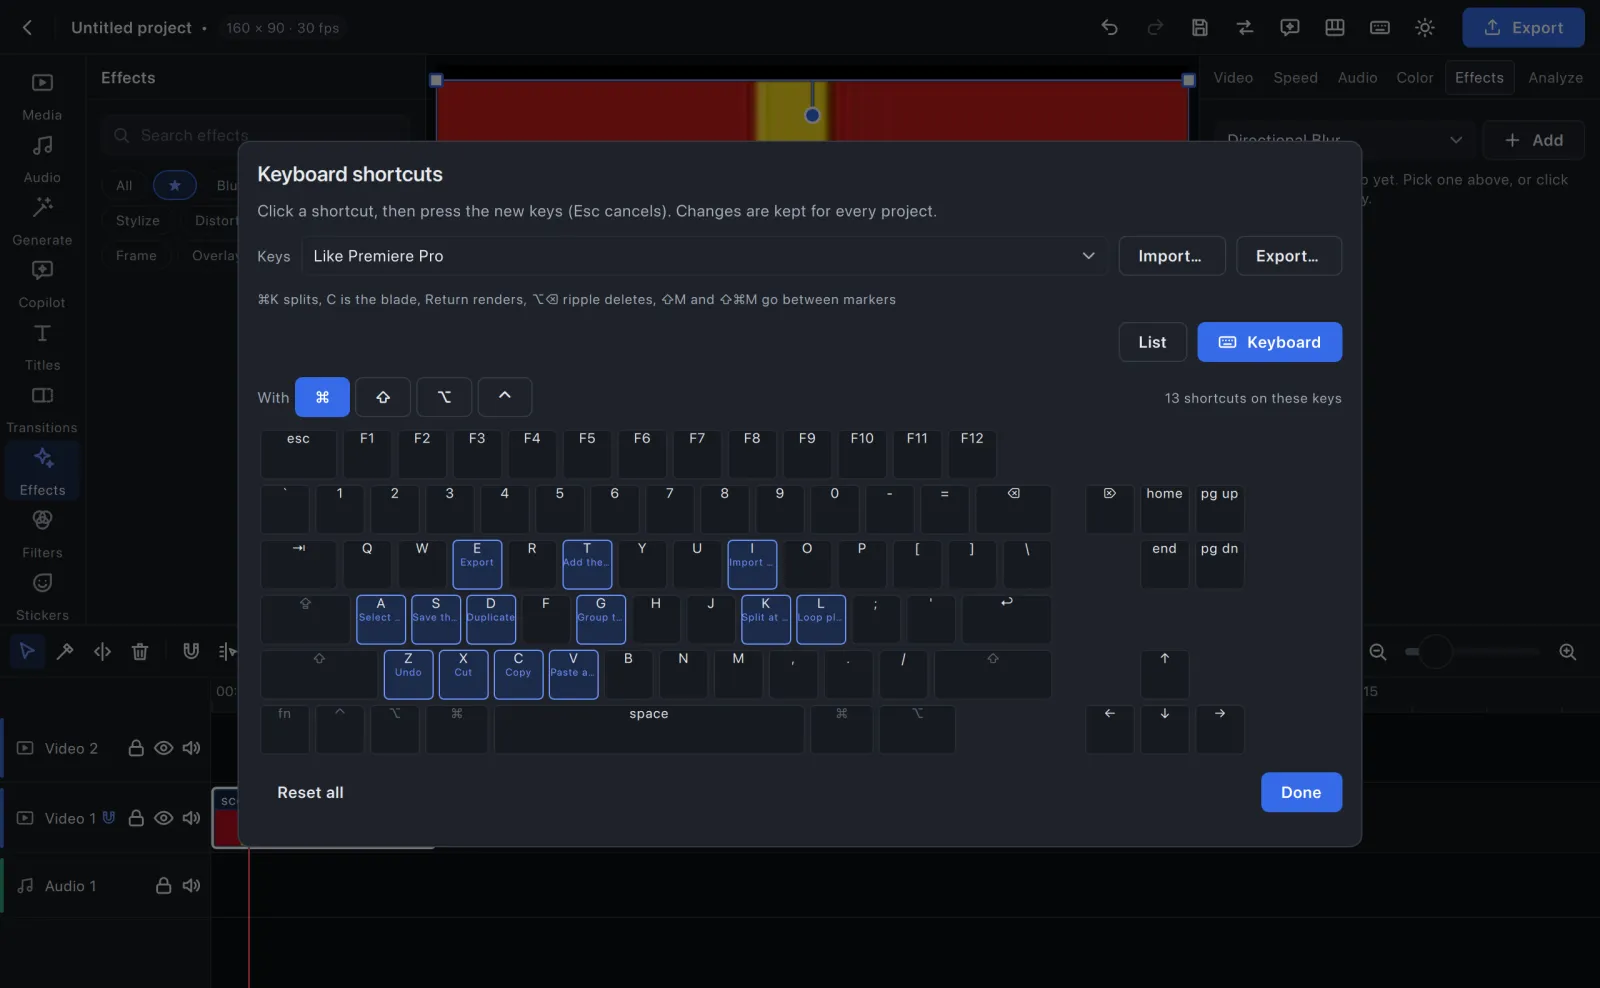 Untitled project • 160 × 90 · 30 fps
Export
Media
Audio
Generate
Copilot
Titles
Transitions
Effects
Filters
Stickers
Effects
Search effects
All ★ Blu
Stylize Distort
Frame Overlay
Video Speed Audio Color Effects Analyze
Directional Blur
+ Add
yet. Pick one above, or click
y.
Keyboard shortcuts
Click a shortcut, then press the new keys (Esc cancels). Changes are kept for every project.
Keys Like Premiere Pro Import... Export...
⌘K splits, C is the blade, Return renders, ⌥⌫ ripple deletes, ⇧M and ⇧⌘M go between markers
List Keyboard
With ⌘ ⇧ ⌥ ^ 13 shortcuts on these keys
esc F1 F2 F3 F4 F5 F6 F7 F8 F9 F10 F11 F12
` 1 2 3 4 5 6 7 8 9 0 - = ⌫ ⌦ home pg up
⇥ Q W E R T Y U I O P [ ] \ end pg dn
Export Add the... Import ...
⇪ A S D F G H J K L ; ' ↩
Select ... Save th... Duplicate Group t... Split at ... Loop pl...
⇧ Z X C V B N M , . / ⇧ ↑
Undo Cut Copy Paste a...
fn ^ ⌥ ⌘ space ⌘ ⌥ ← ↓ →
Reset all Done
00: 15
Video 2
Video 1 sc
Audio 1